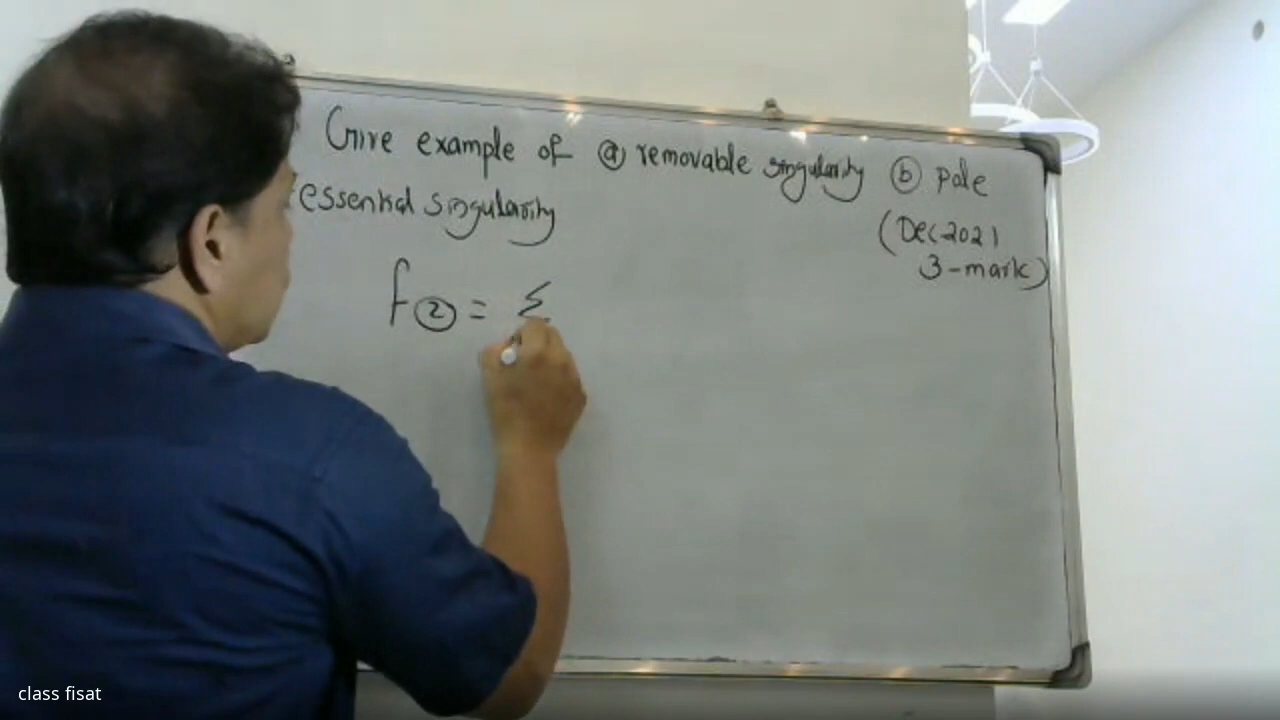 Give example of ⓐ removable singularity ⓑ pole
essential singularity
(Dec 2021
3-mark)
f(z) = Σ
class fisat